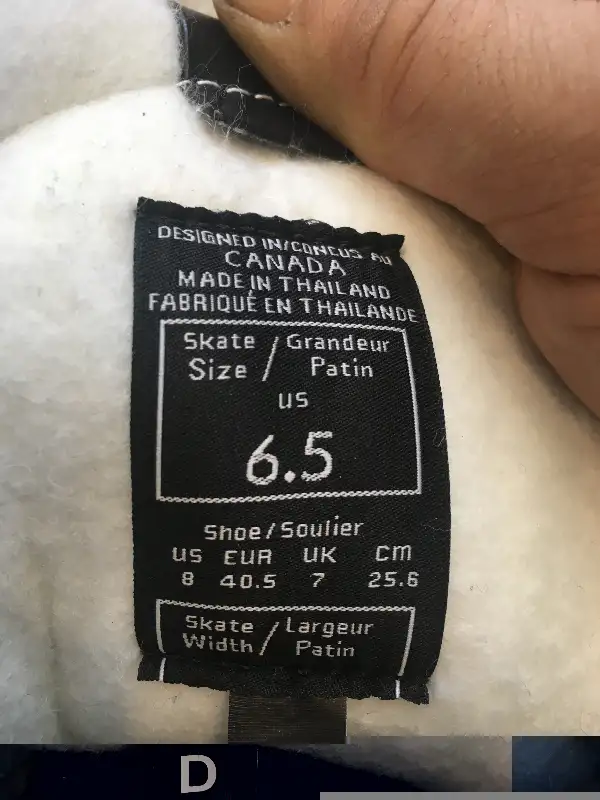 DESIGNED IN/CONCUS AU
CANADA
MADE IN THAILAND
FABRIQUÉ EN THAILANDE
Skate / Grandeur
Size / Patin
US
6.5
Shoe/Soulier
US EUR UK CM
8 40.5 7 25.6
Skate / Largeur
Width / Patin
D